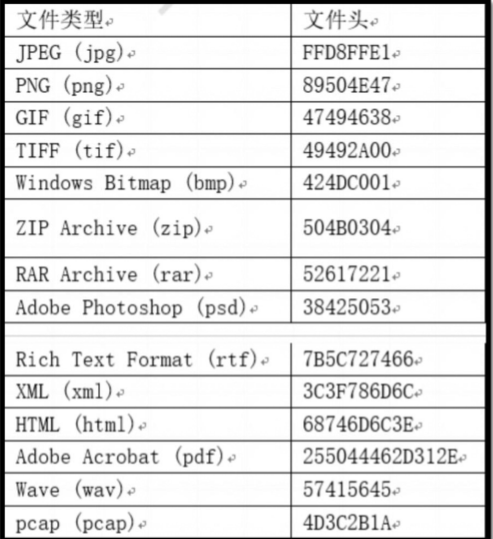 文件类型 文件头
JPEG (jpg) FFD8FFE1
PNG (png) 89504E47
GIF (gif) 47494638
TIFF (tif) 49492A00
Windows Bitmap (bmp) 424DC001
ZIP Archive (zip) 504B0304
RAR Archive (rar) 52617221
Adobe Photoshop (psd) 38425053
Rich Text Format (rtf) 7B5C727466
XML (xml) 3C3F786D6C
HTML (html) 68746D6C3E
Adobe Acrobat (pdf) 255044462D312E
Wave (wav) 57415645
pcap (pcap) 4D3C2B1A